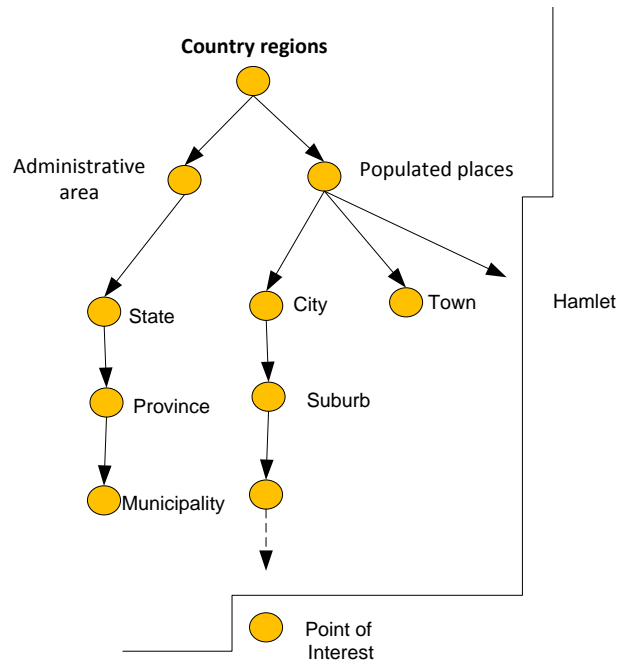 Country regions
Administrative
area
Populated places
State
City
Town
Hamlet
Province
Suburb
Municipality
Point of
Interest